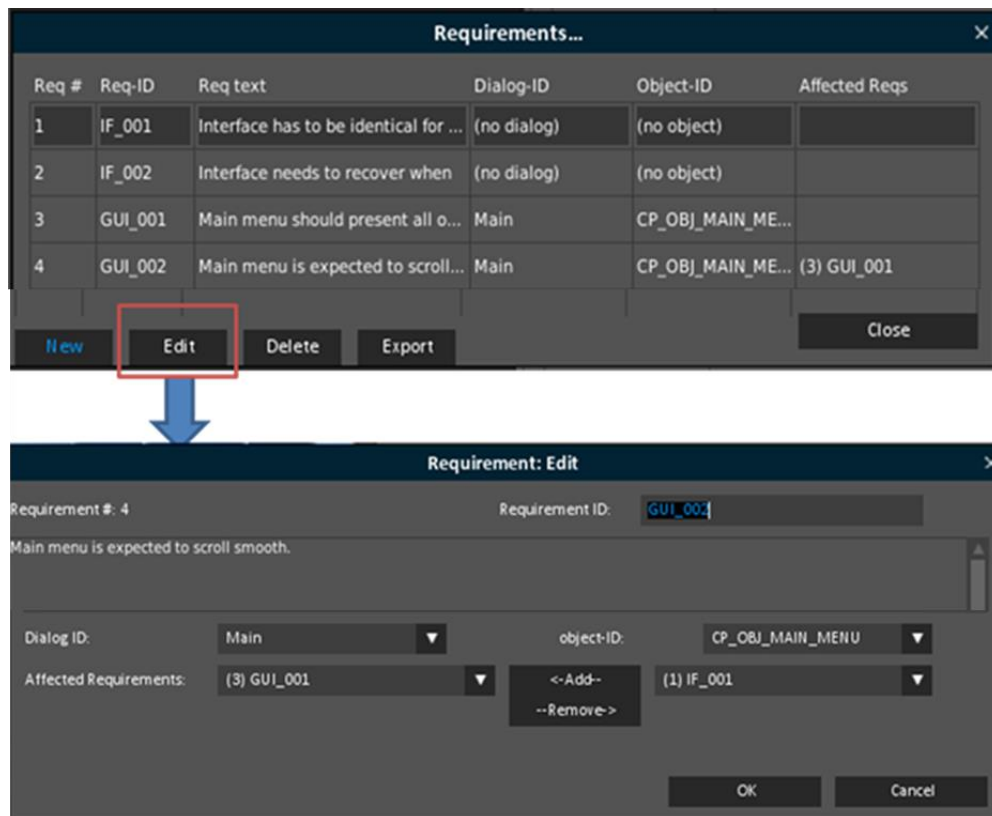 Requirements...
Req # Req-ID Req text Dialog-ID Object-ID Affected Reqs
1 IF_001 Interface has to be identical for ... (no dialog) (no object)
2 IF_002 Interface needs to recover when (no dialog) (no object)
3 GUI_001 Main menu should present all o... Main CP_OBJ_MAIN_ME...
4 GUI_002 Main menu is expected to scroll... Main CP_OBJ_MAIN_ME... (3) GUI_001
New Edit Delete Export Close
Requirement: Edit
Requirement #: 4 Requirement ID: GUI_002
Main menu is expected to scroll smooth.
Dialog ID: Main object-ID: CP_OBJ_MAIN_MENU
Affected Requirements: (3) GUI_001 <-Add-- (1) IF_001
--Remove->
OK Cancel